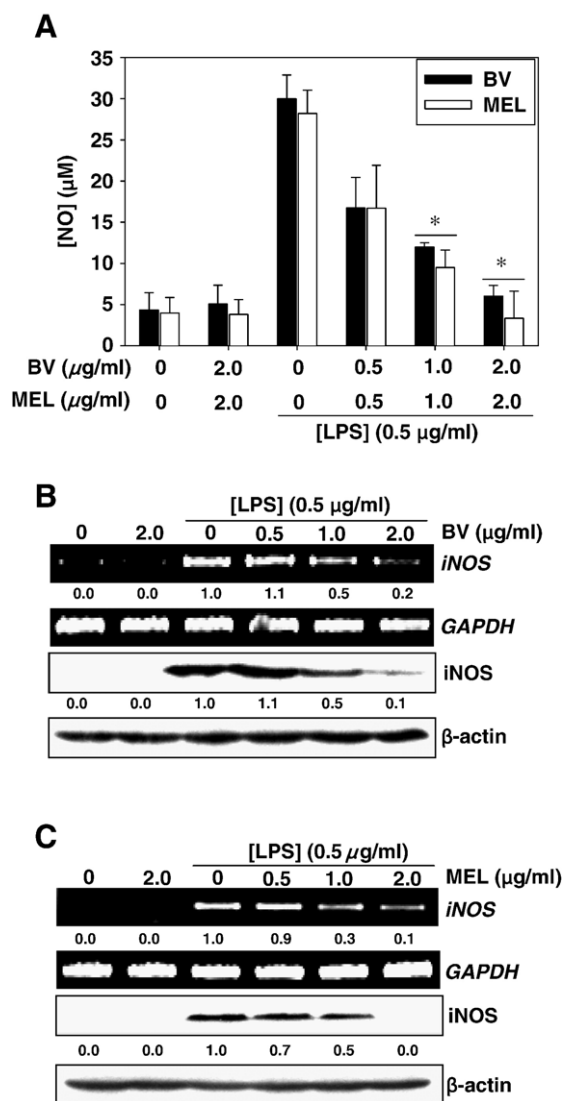 A
35
BV
MEL
30
25
20
15
10
5
0
[NO] (μM)
*
*
BV (μg/ml) 0 2.0 0 0.5 1.0 2.0
MEL (μg/ml) 0 2.0 0 0.5 1.0 2.0
[LPS] (0.5 μg/ml)
B
[LPS] (0.5 μg/ml)
0 2.0 0 0.5 1.0 2.0 BV (μg/ml)
iNOS
0.0 0.0 1.0 1.1 0.5 0.2
GAPDH
iNOS
0.0 0.0 1.0 1.1 0.5 0.1
β-actin
C
[LPS] (0.5 μg/ml)
0 2.0 0 0.5 1.0 2.0 MEL (μg/ml)
iNOS
0.0 0.0 1.0 0.9 0.3 0.1
GAPDH
iNOS
0.0 0.0 1.0 0.7 0.5 0.0
β-actin